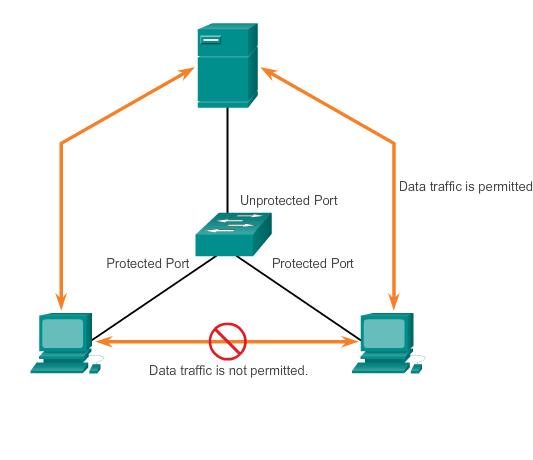 Data traffic is permitted
Unprotected Port
Protected Port
Protected Port
Data traffic is not permitted.